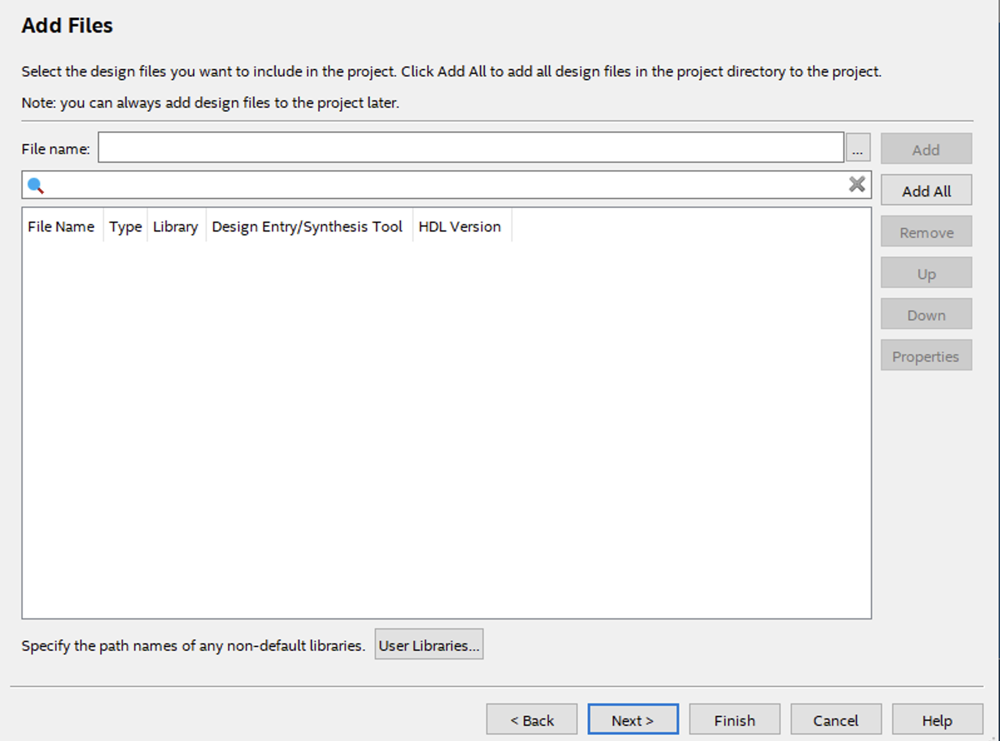 Add Files
Select the design files you want to include in the project. Click Add All to add all design files in the project directory to the project.
Note: you can always add design files to the project later.
File name: ... Add
Add All
File Name Type Library Design Entry/Synthesis Tool HDL Version
Remove
Up
Down
Properties
Specify the path names of any non-default libraries. User Libraries...
< Back Next > Finish Cancel Help